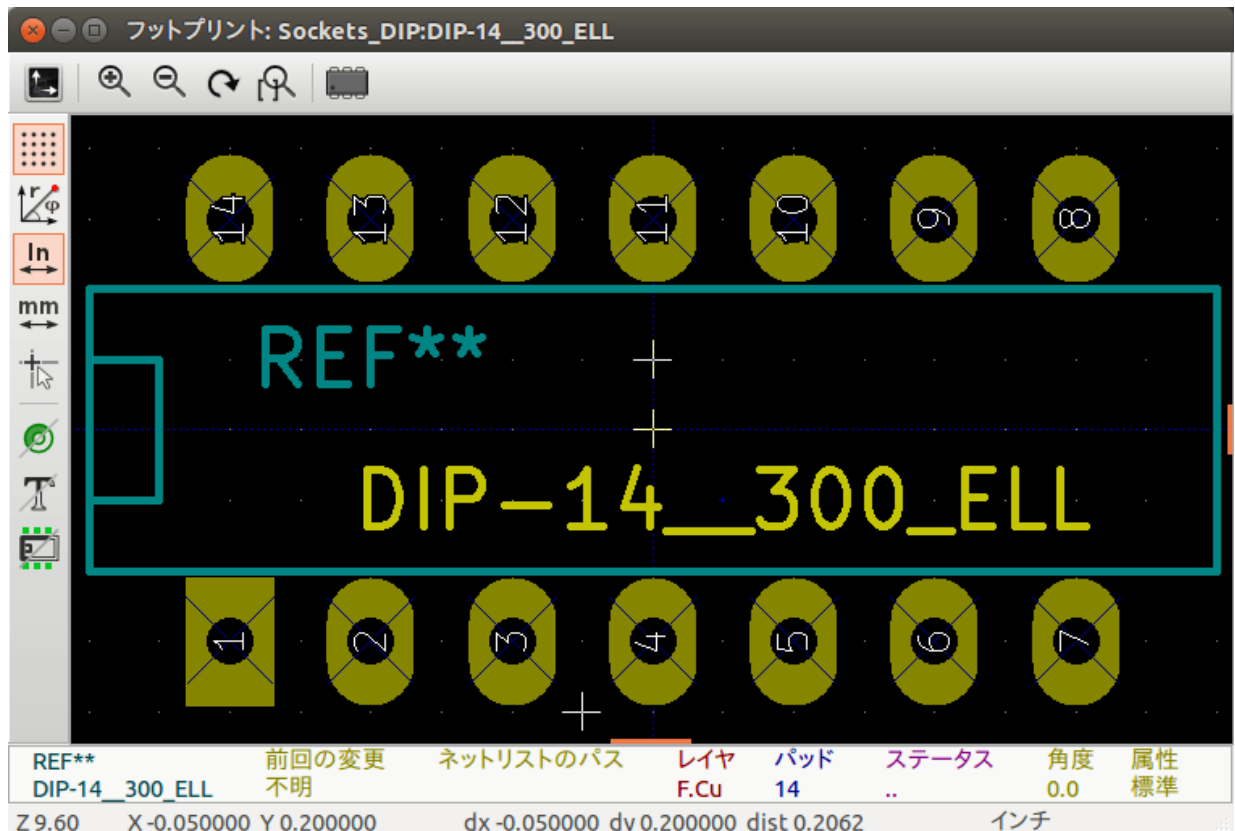 フットプリント: Sockets_DIP:DIP-14__300_ELL
r φ
In
mm
T
14 13 12 11 10 9 8
REF**
DIP-14__300_ELL
1 2 3 4 5 6 7
REF** 前回の変更 ネットリストのパス レイヤ パッド ステータス 角度 属性
DIP-14__300_ELL 不明 F.Cu 14 .. 0.0 標準
Z 9.60 X -0.050000 Y 0.200000 dx -0.050000 dy 0.200000 dist 0.2062 インチ